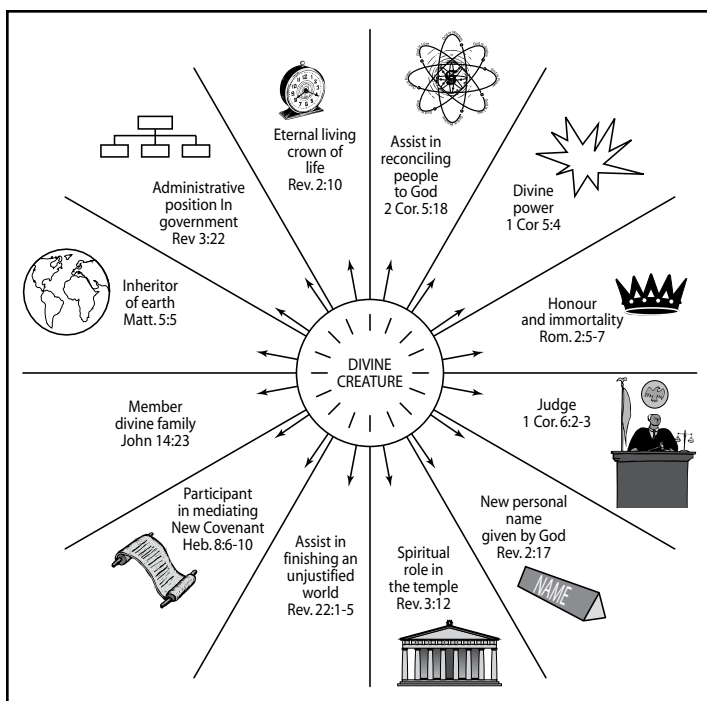 Eternal living
crown of
life
Rev. 2:10
Assist in
reconciling
people
to God
2 Cor. 5:18
Divine
power
1 Cor 5:4
Honour
and immortality
Rom. 2:5-7
Judge
1 Cor. 6:2-3
New personal
name
given by God
Rev. 2:17
NAME
Spiritual
role in
the temple
Rev. 3:12
Assist in
finishing an
unjustified
world
Rev. 22:1-5
Participant
in mediating
New Covenant
Heb. 8:6-10
Member
divine family
John 14:23
Inheritor
of earth
Matt. 5:5
Administrative
position In
government
Rev 3:22
DIVINE
CREATURE